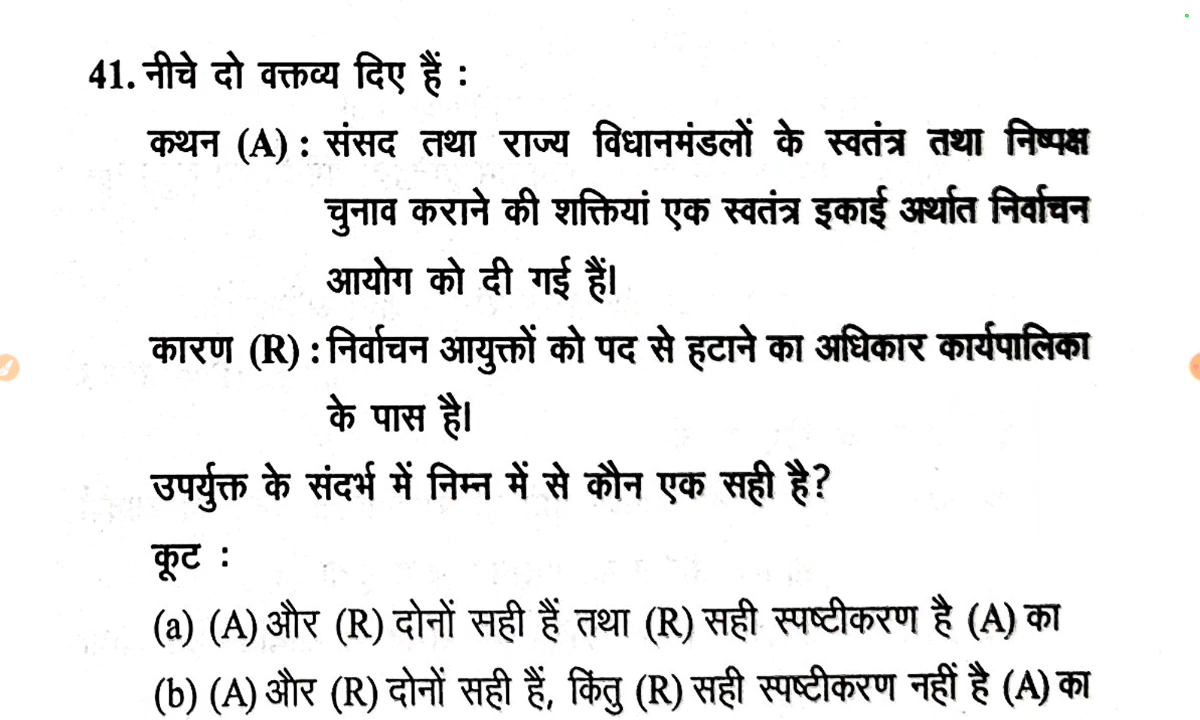 41. नीचे दो वक्तव्य दिए हैं :
कथन (A) : संसद तथा राज्य विधानमंडलों के स्वतंत्र तथा निष्पक्ष
चुनाव कराने की शक्तियां एक स्वतंत्र इकाई अर्थात निर्वाचन
आयोग को दी गई हैं।
कारण (R) : निर्वाचन आयुक्तों को पद से हटाने का अधिकार कार्यपालिका
के पास है।
उपर्युक्त के संदर्भ में निम्न में से कौन एक सही है?
कूट :
(a) (A) और (R) दोनों सही हैं तथा (R) सही स्पष्टीकरण है (A) का
(b) (A) और (R) दोनों सही हैं, किंतु (R) सही स्पष्टीकरण नहीं है (A) का